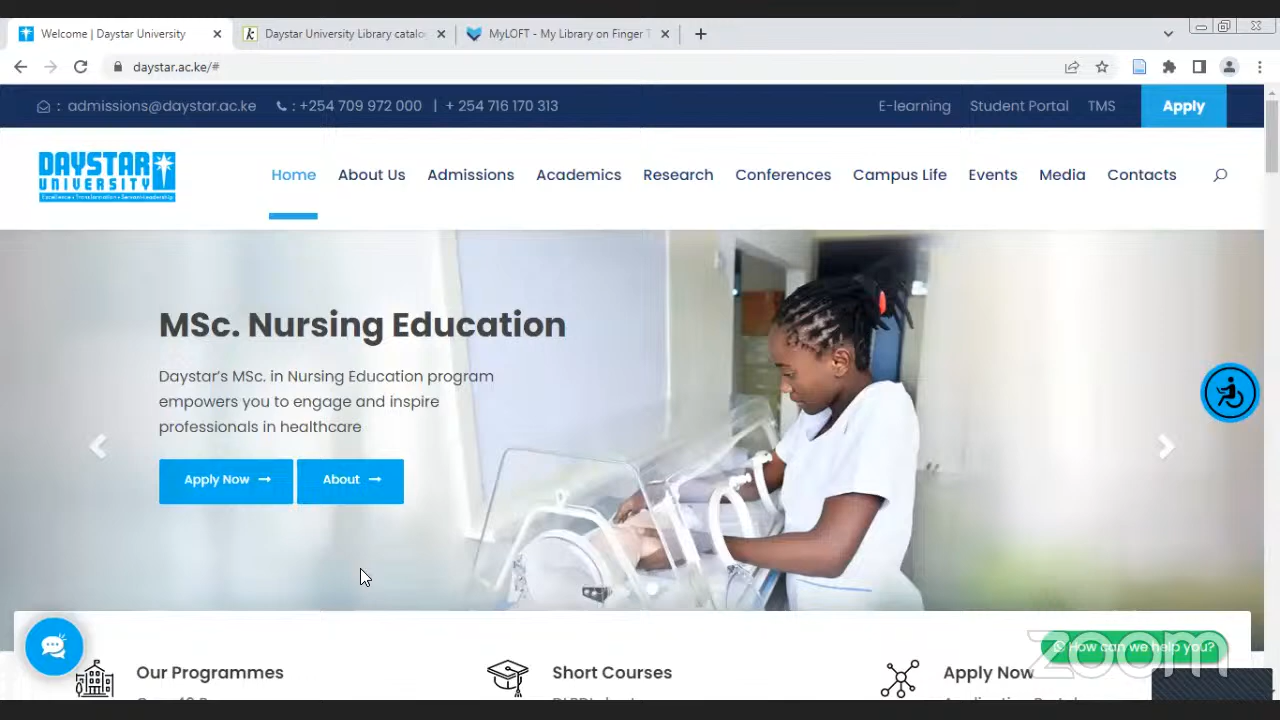 Welcome | Daystar University
Daystar University Library catalo
MyLOFT - My Library on Finger T
daystar.ac.ke/#
: admissions@daystar.ac.ke
: +254 709 972 000 | + 254 716 170 313
E-learning
Student Portal
TMS
Apply
DAYSTAR
UNIVERSITY
Home
About Us
Admissions
Academics
Research
Conferences
Campus Life
Events
Media
Contacts
MSc. Nursing Education
Daystar's MSc. in Nursing Education program
empowers you to engage and inspire
professionals in healthcare
Apply Now
About
How can we help you?
zoom
Our Programmes
Short Courses
Apply Now